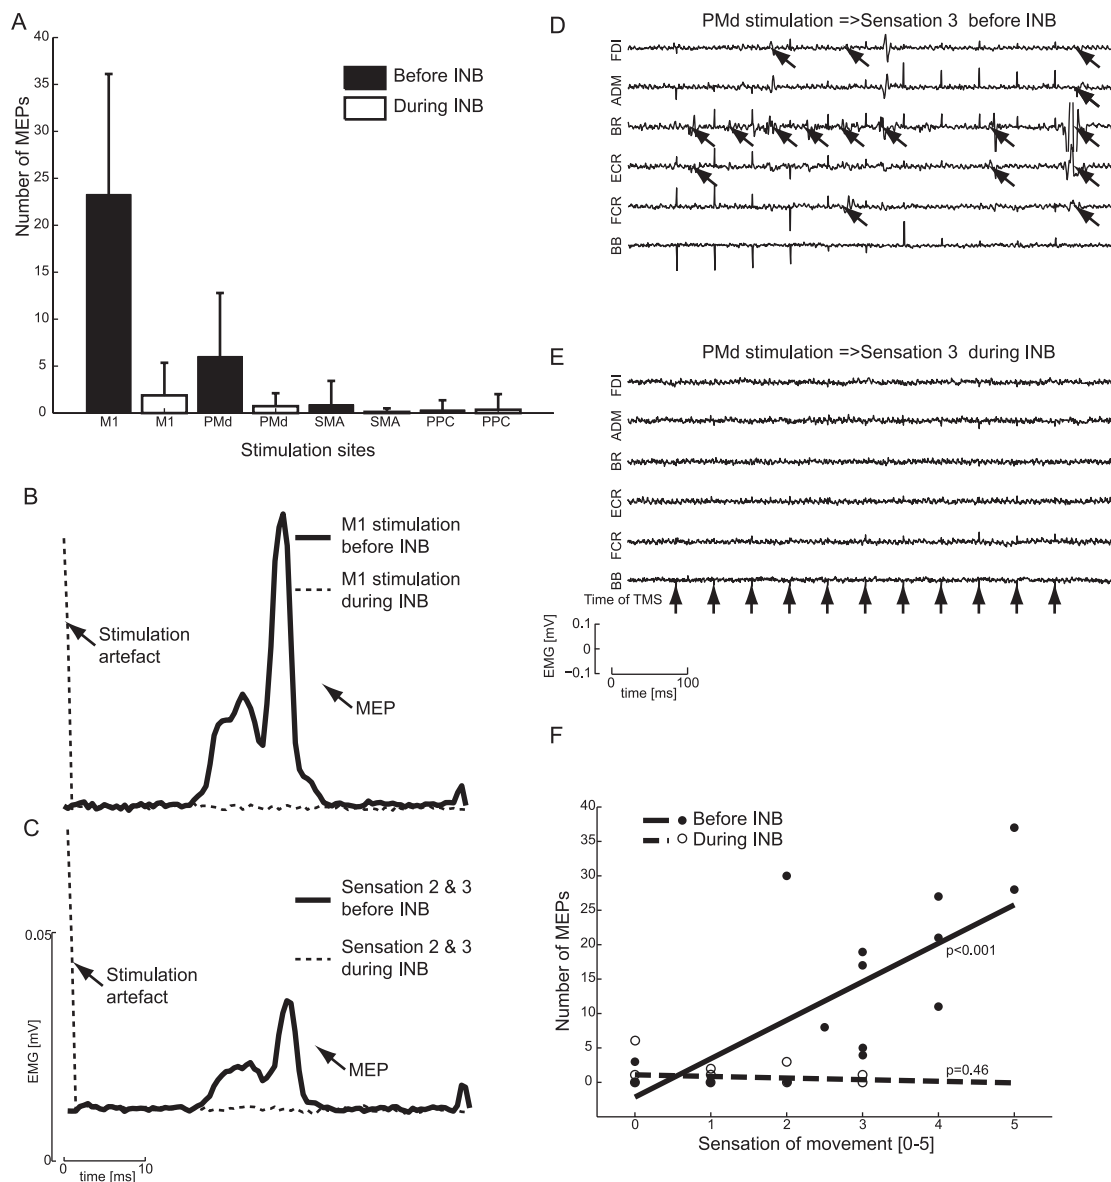 A
Number of MEPs
40
35
30
25
20
15
10
5
0
Before INB
During INB
M1
M1
PMd
PMd
SMA
SMA
PPC
PPC
Stimulation sites
B
M1 stimulation
before INB
M1 stimulation
during INB
Stimulation
artefact
MEP
C
Sensation 2 & 3
before INB
Sensation 2 & 3
during INB
Stimulation
artefact
MEP
0.05
EMG [mV]
0
0
10
time [ms]
D
PMd stimulation =>Sensation 3 before INB
FDI
ADM
BR
ECR
FCR
BB
E
PMd stimulation =>Sensation 3 during INB
FDI
ADM
BR
ECR
FCR
BB
Time of TMS
EMG [mV]
0.1
0
−0.1
0
100
time [ms]
F
Number of MEPs
40
35
30
25
20
15
10
5
0
Before INB
During INB
p<0.001
p=0.46
0
1
2
3
4
5
Sensation of movement [0-5]